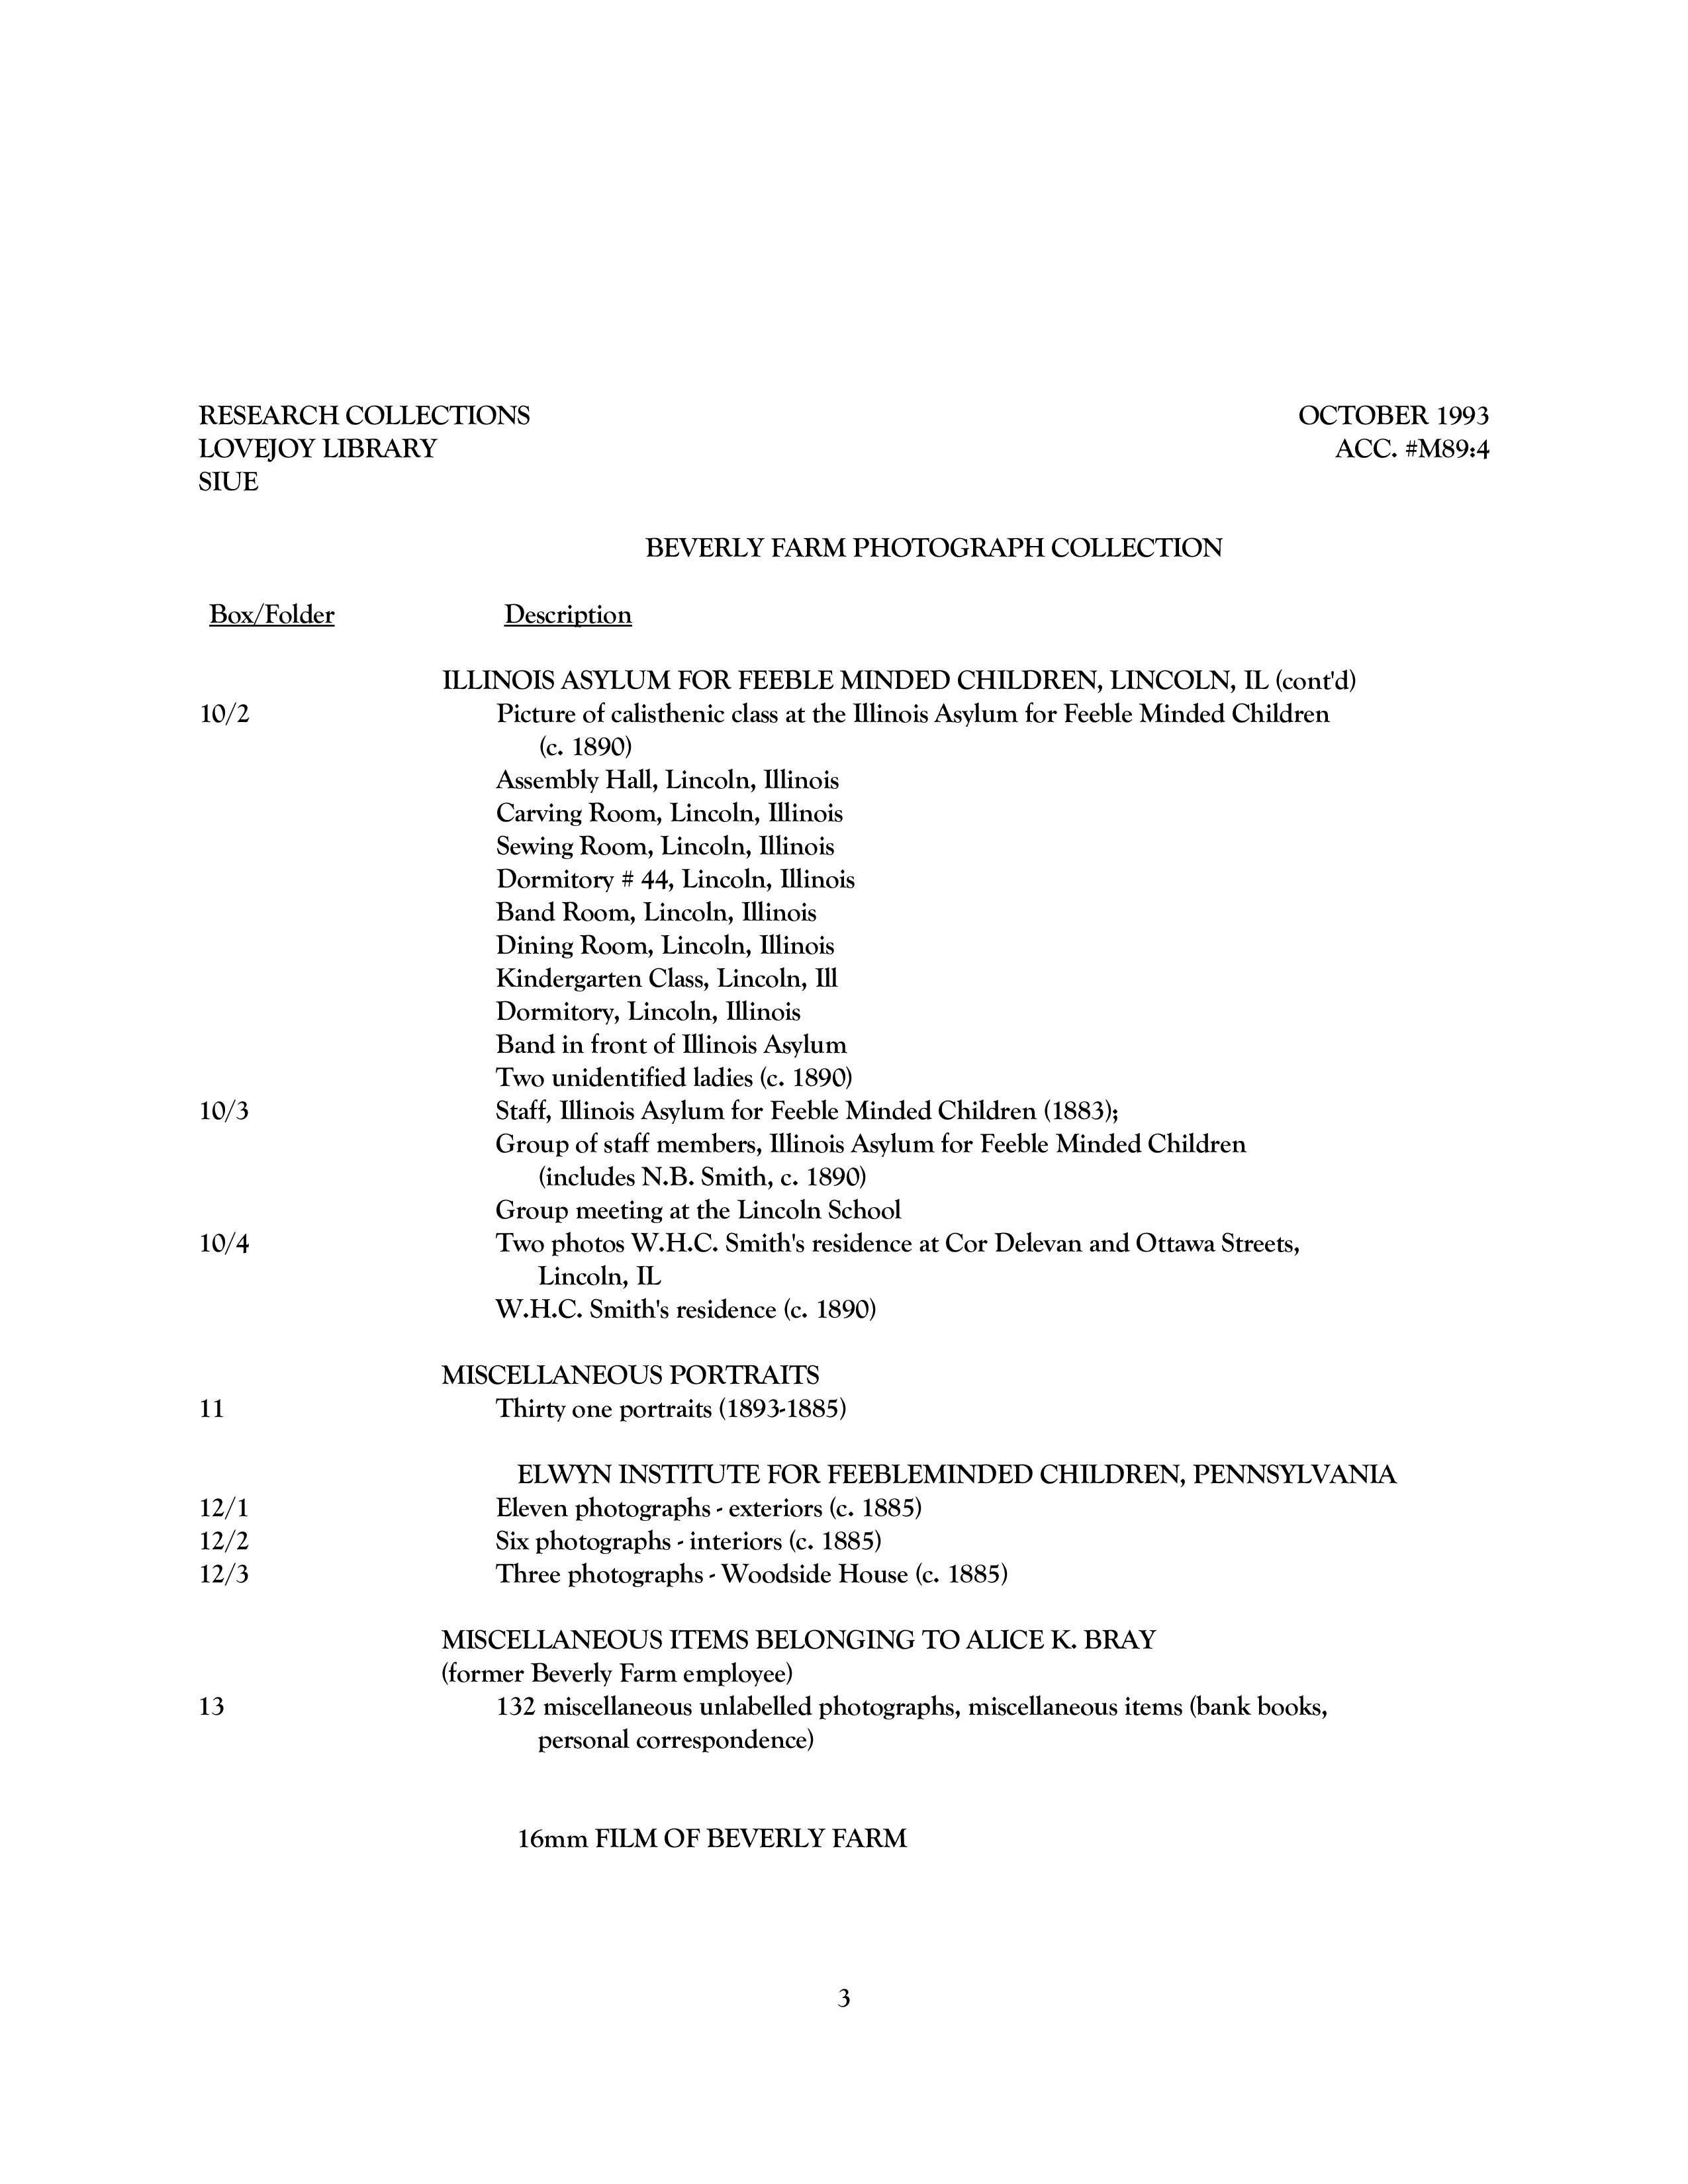 RESEARCH COLLECTIONS OCTOBER 1993
LOVEJOY LIBRARY ACC. #M89:4
SIUE
BEVERLY FARM PHOTOGRAPH COLLECTION
Box/Folder Description
ILLINOIS ASYLUM FOR FEEBLE MINDED CHILDREN, LINCOLN, IL (cont'd)
10/2 Picture of calisthenic class at the Illinois Asylum for Feeble Minded Children
(c. 1890)
Assembly Hall, Lincoln, Illinois
Carving Room, Lincoln, Illinois
Sewing Room, Lincoln, Illinois
Dormitory # 44, Lincoln, Illinois
Band Room, Lincoln, Illinois
Dining Room, Lincoln, Illinois
Kindergarten Class, Lincoln, Ill
Dormitory, Lincoln, Illinois
Band in front of Illinois Asylum
Two unidentified ladies (c. 1890)
10/3 Staff, Illinois Asylum for Feeble Minded Children (1883);
Group of staff members, Illinois Asylum for Feeble Minded Children
(includes N.B. Smith, c. 1890)
Group meeting at the Lincoln School
10/4 Two photos W.H.C. Smith's residence at Cor Delevan and Ottawa Streets,
Lincoln, IL
W.H.C. Smith's residence (c. 1890)
MISCELLANEOUS PORTRAITS
11 Thirty one portraits (1893-1885)
ELWYN INSTITUTE FOR FEEBLEMINDED CHILDREN, PENNSYLVANIA
12/1 Eleven photographs - exteriors (c. 1885)
12/2 Six photographs - interiors (c. 1885)
12/3 Three photographs - Woodside House (c. 1885)
MISCELLANEOUS ITEMS BELONGING TO ALICE K. BRAY
(former Beverly Farm employee)
13 132 miscellaneous unlabelled photographs, miscellaneous items (bank books,
personal correspondence)
16mm FILM OF BEVERLY FARM
3